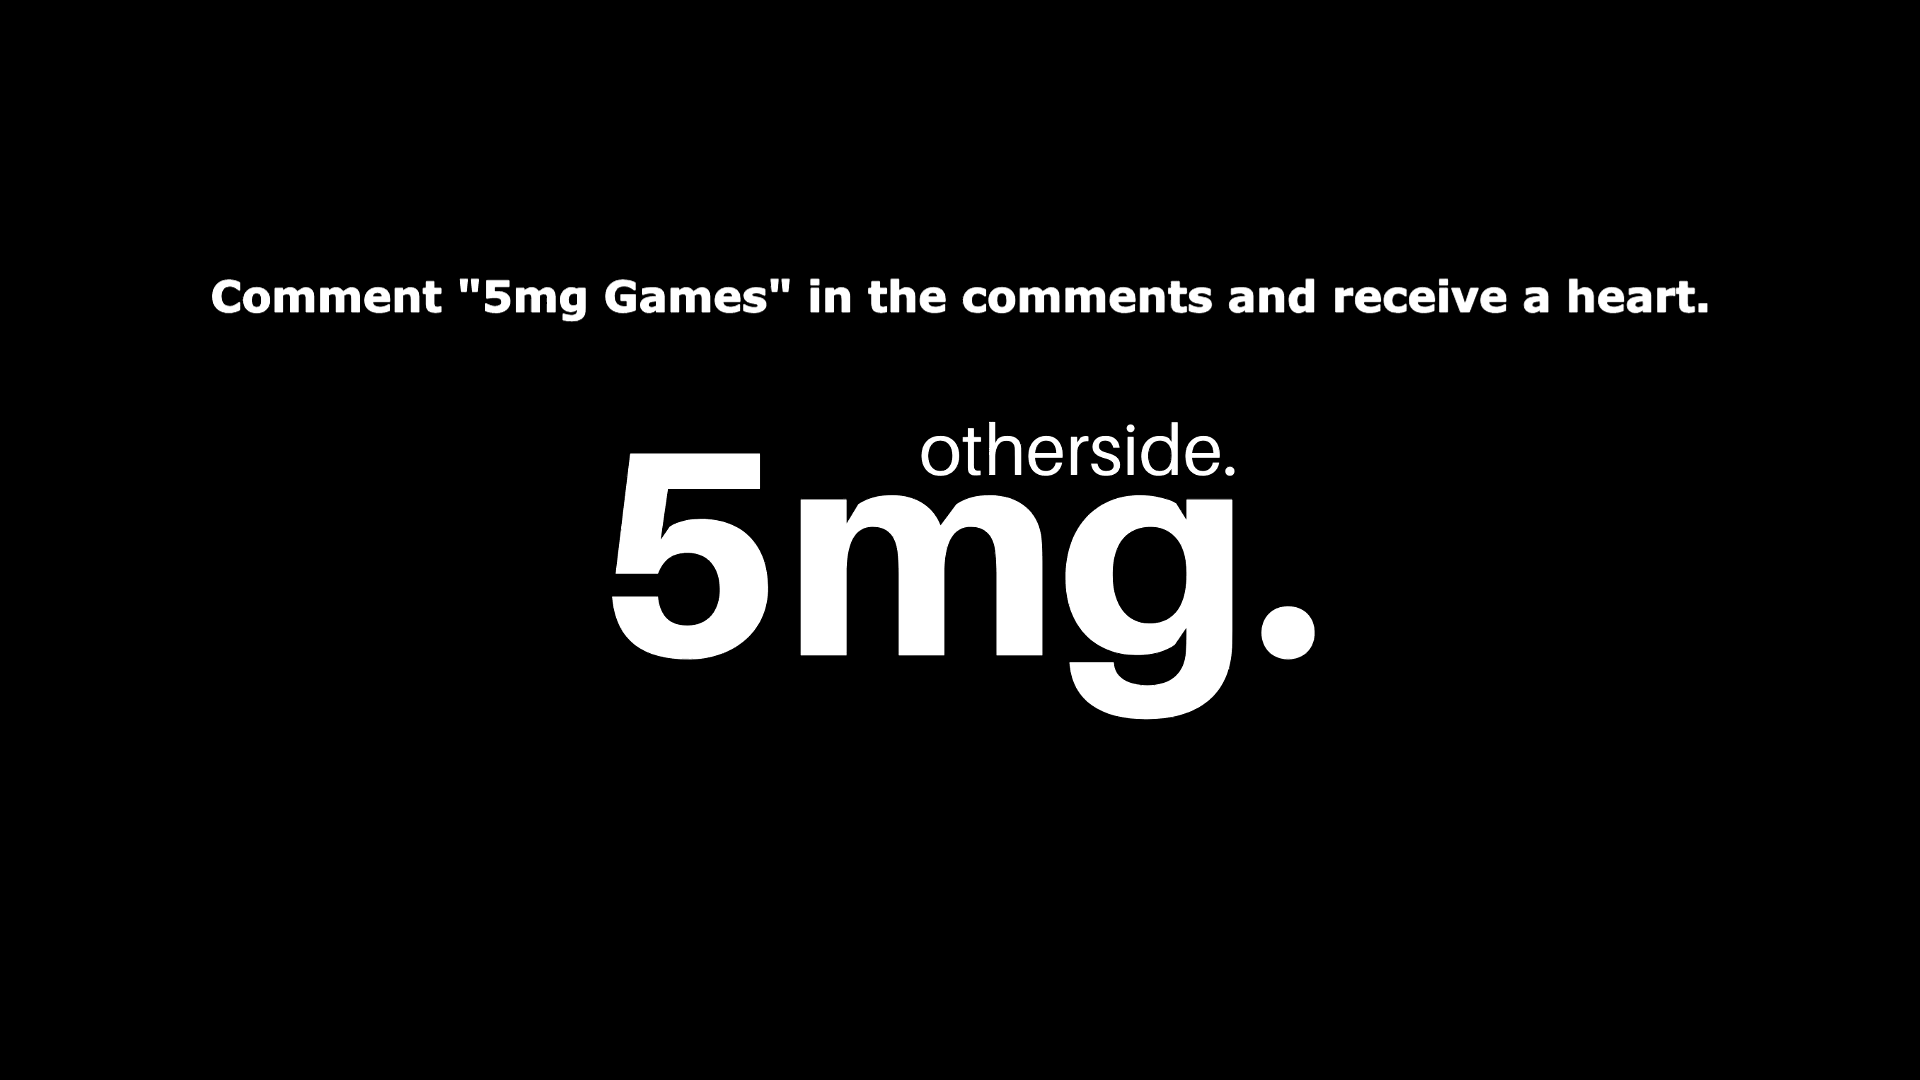 Comment "5mg Games" in the comments and receive a heart.
otherside.
5mg.